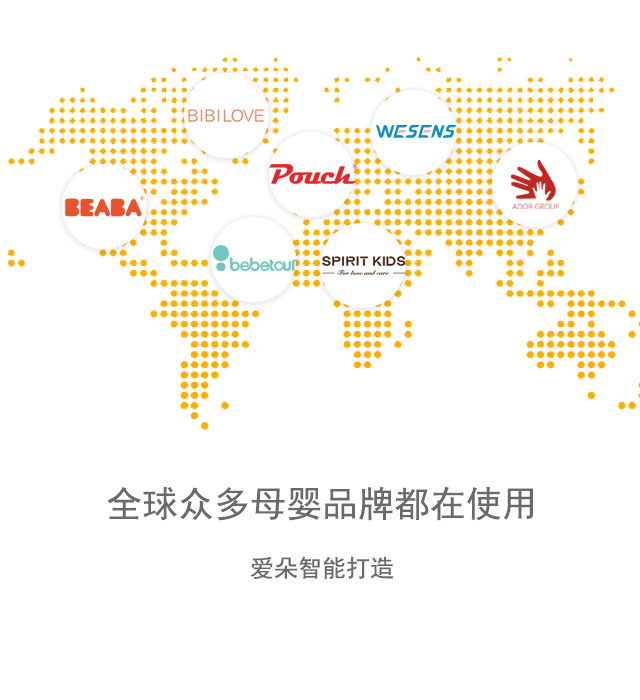 BIBILOVE
WESENS
Pouch®
BEABA®
ADOR GROUP
bebetour
SPIRIT KIDS
For love and care
全球众多母婴品牌都在使用
爱朵智能打造